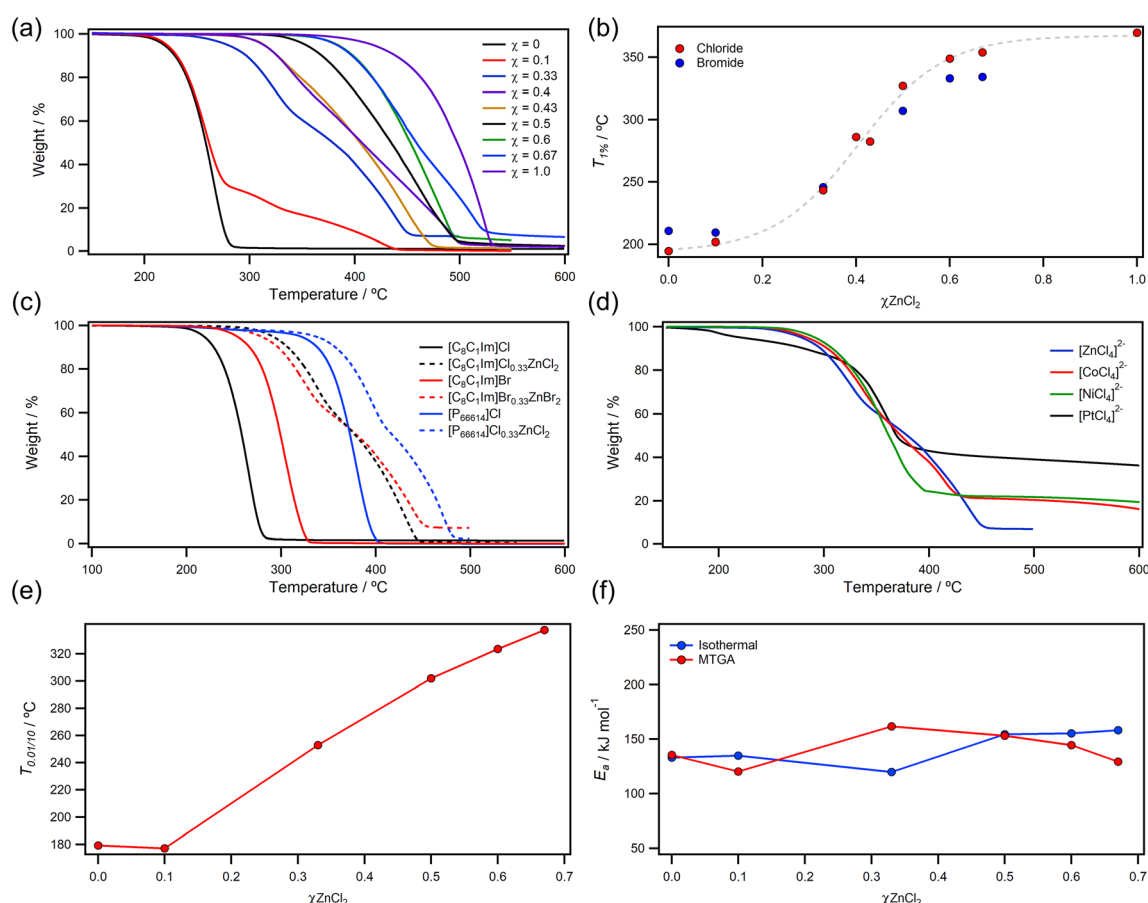 (a)
100
80
60
40
20
0
Weight / %
200
300
400
500
600
Temperature / ºC
χ = 0
χ = 0.1
χ = 0.33
χ = 0.4
χ = 0.43
χ = 0.5
χ = 0.6
χ = 0.67
χ = 1.0
(b)
350
300
250
200
T1% / ºC
0.0
0.2
0.4
0.6
0.8
1.0
χZnCl2
Chloride
Bromide
(c)
100
80
60
40
20
0
Weight / %
100
200
300
400
500
600
Temperature / ºC
[C8C1Im]Cl
[C8C1Im]Cl0.33ZnCl2
[C8C1Im]Br
[C8C1Im]Br0.33ZnBr2
[P66614]Cl
[P66614]Cl0.33ZnCl2
(d)
100
80
60
40
20
0
Weight / %
200
300
400
500
600
Temperature / ºC
[ZnCl4]2-
[CoCl4]2-
[NiCl4]2-
[PtCl4]2-
(e)
320
300
280
260
240
220
200
180
T0.01/10 / ºC
0.0
0.1
0.2
0.3
0.4
0.5
0.6
0.7
χZnCl2
(f)
250
200
150
100
50
Ea / kJ mol-1
0.0
0.1
0.2
0.3
0.4
0.5
0.6
0.7
χZnCl2
Isothermal
MTGA